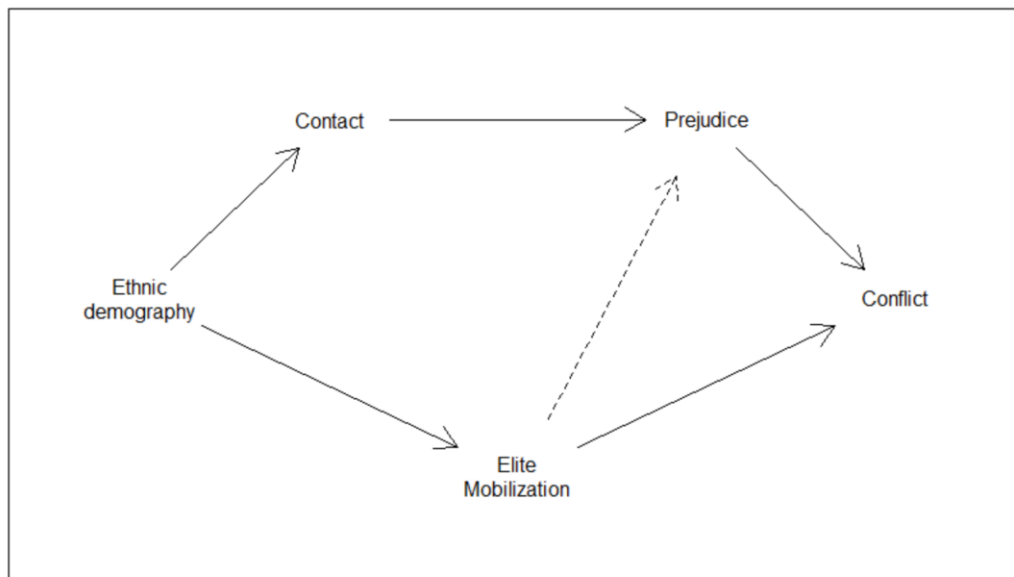 Contact
Prejudice
Ethnic
demography
Conflict
Elite
Mobilization